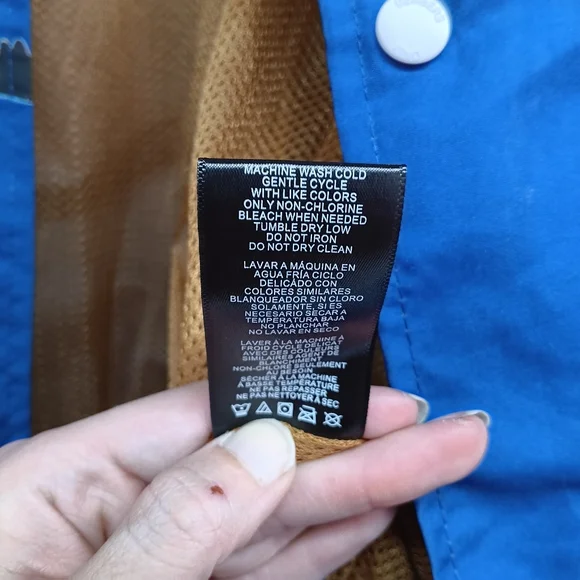 MACHINE WASH COLD
GENTLE CYCLE
WITH LIKE COLORS
ONLY NON-CHLORINE
BLEACH WHEN NEEDED
TUMBLE DRY LOW
DO NOT IRON
DO NOT DRY CLEAN
LAVAR A MÁQUINA EN
AGUA FRÍA CICLO
DELICADO CON
COLORES SIMILARES
BLANQUEADOR SIN CLORO
SOLAMENTE, SI ES
NECESARIO SECAR A
TEMPERATURA BAJA
NO PLANCHAR
NO LAVAR EN SECO
LAVER À LA MACHINE À
FROID CYCLE DÉLICAT
AVEC DES COULEURS
SIMILAIRES AGENT DE
BLANCHIMENT
NON-CHLORE SEULEMENT
AU BESOIN
SÉCHER À LA MACHINE
À BASSE TEMPÉRATURE
NE PAS REPASSER
NE PAS NETTOYER À SEC